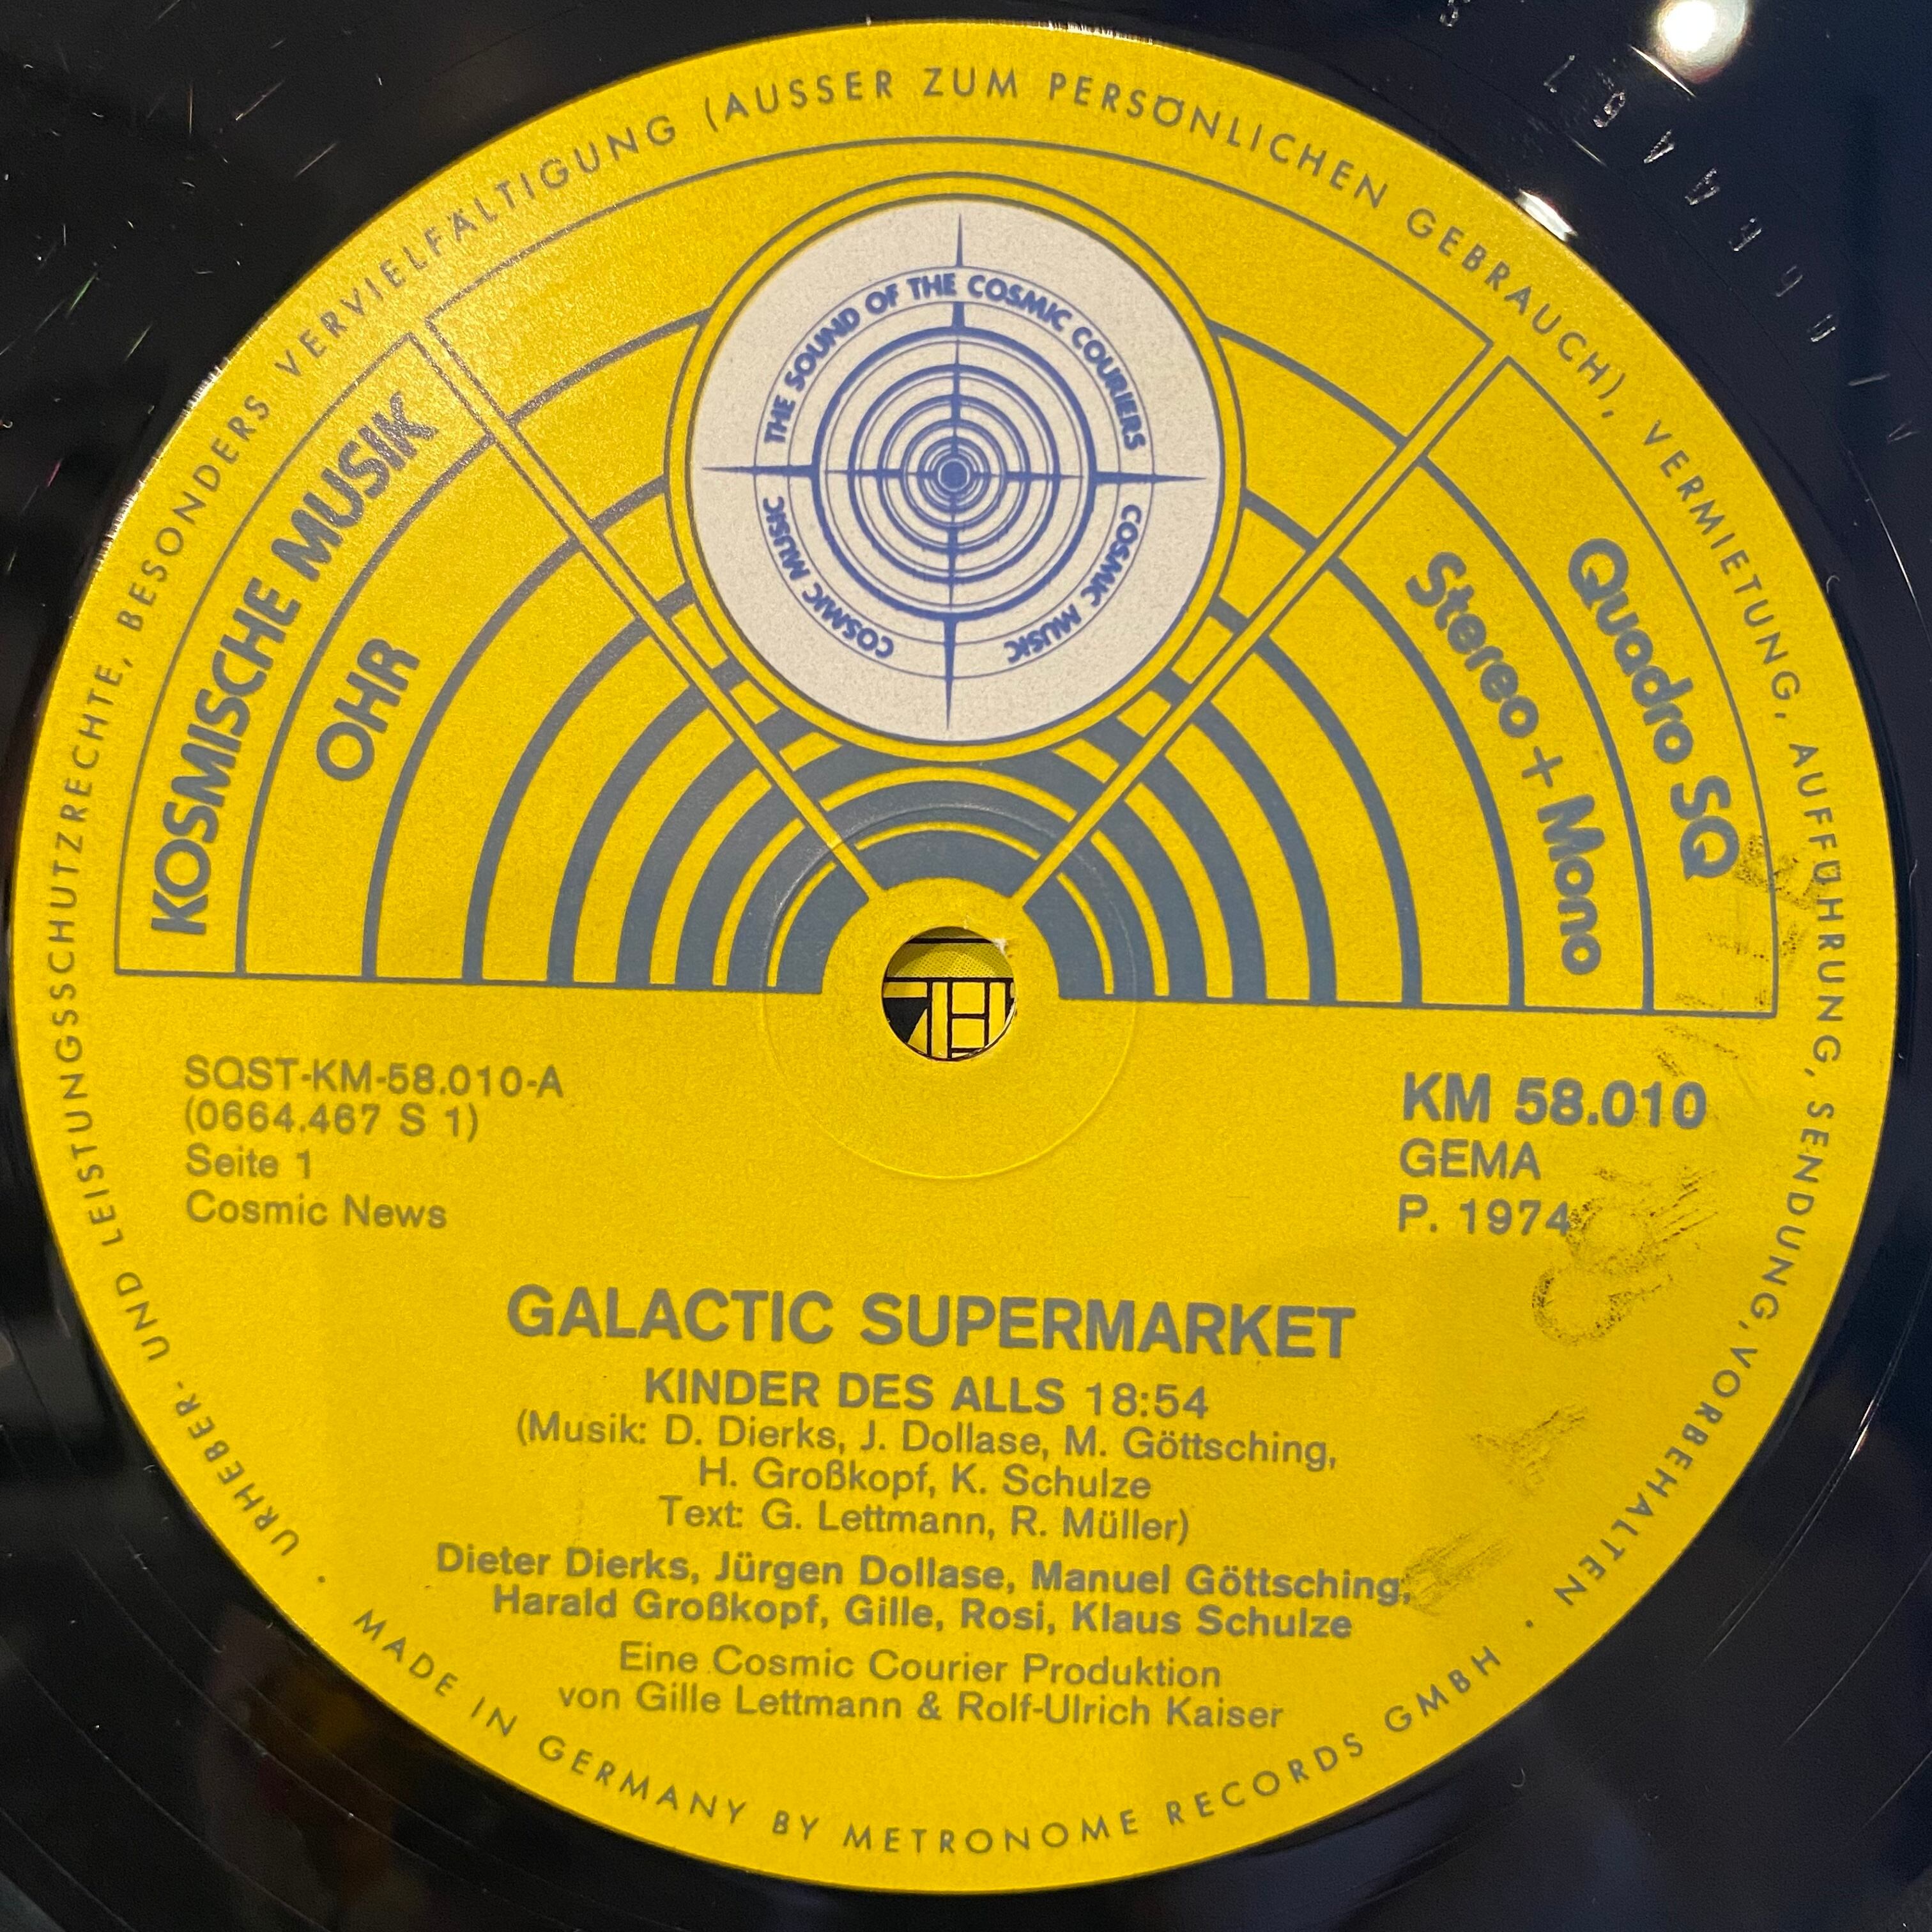 URHEBER- UND LEISTUNGSSCHUTZRECHTE, BESONDERS VERVIELFÄLTIGUNG (AUSSER ZUM PERSÖNLICHEN GEBRAUCH), VERMIETUNG, AUFFÜHRUNG, SENDUNG, VORBEHALTEN ·
KOSMISCHE MUSIK
OHR
THE SOUND OF THE COSMIC COURIERS
COSMIC MUSIC
COSMIC MUSIC
Quadro SQ
Stereo + Mono
SQST-KM-58.010-A
(0664.467 S 1)
Seite 1
Cosmic News
KM 58.010
GEMA
P. 1974
GALACTIC SUPERMARKET
KINDER DES ALLS 18:54
(Musik: D. Dierks, J. Dollase, M. Göttsching,
H. Großkopf, K. Schulze
Text: G. Lettmann, R. Müller)
Dieter Dierks, Jürgen Dollase, Manuel Göttsching,
Harald Großkopf, Gille, Rosi, Klaus Schulze
Eine Cosmic Courier Produktion
von Gille Lettmann & Rolf-Ulrich Kaiser
· MADE IN GERMANY BY METRONOME RECORDS GMBH